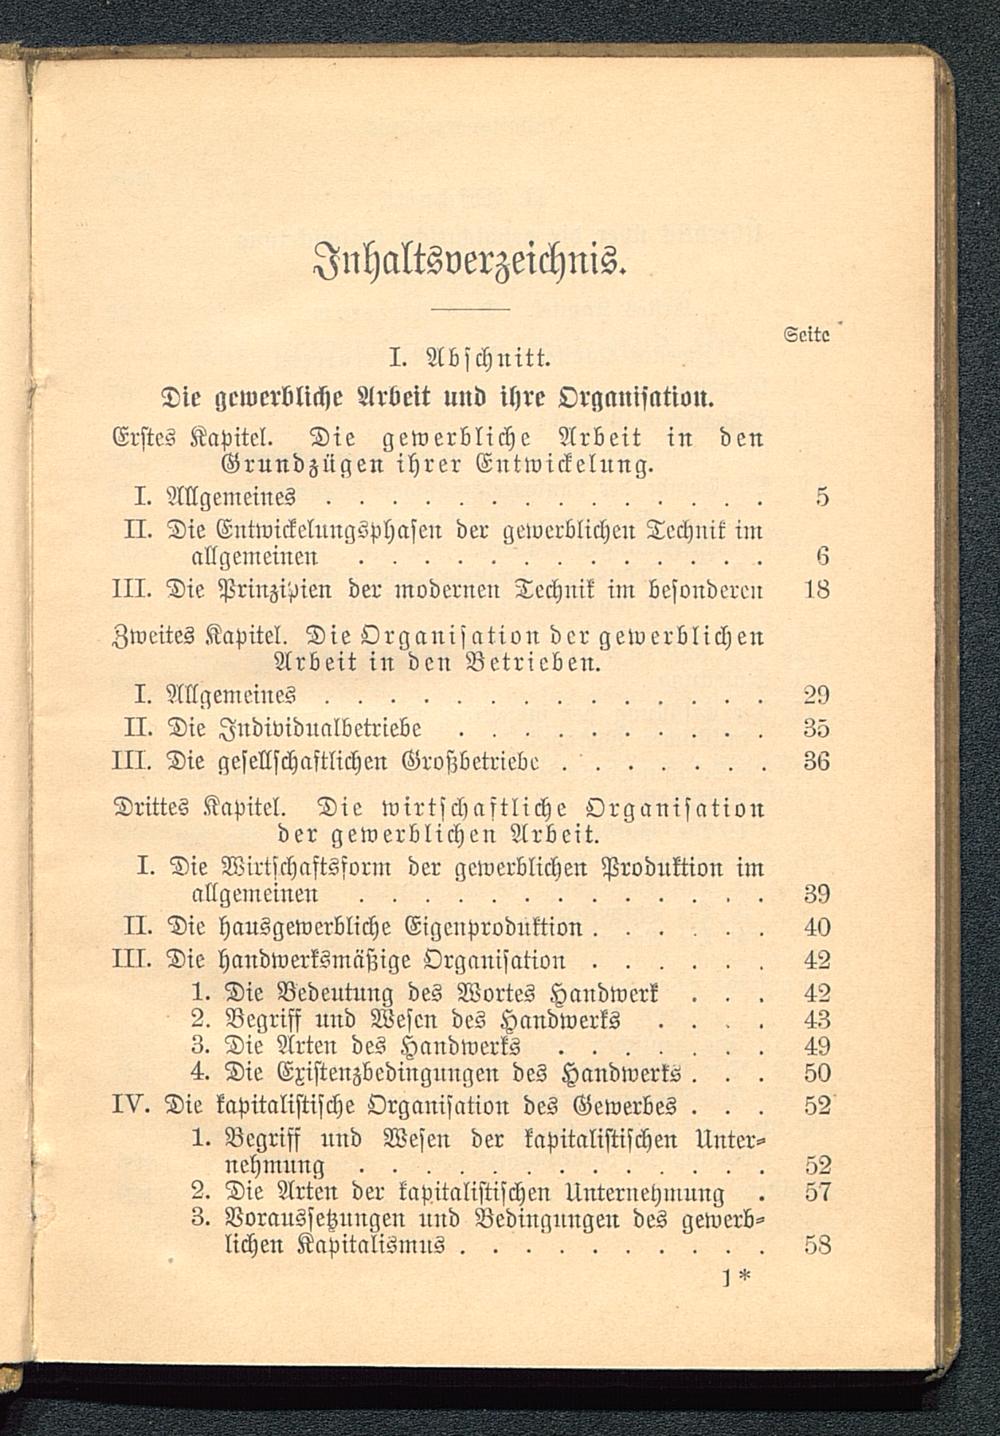 Inhaltsverzeichnis.
Seite
I. Abschnitt.
Die gewerbliche Arbeit und ihre Organisation.
Erstes Kapitel. Die gewerbliche Arbeit in den
Grundzügen ihrer Entwickelung.
I. Allgemeines . . . . . . . . . . . . . . 5
II. Die Entwickelungsphasen der gewerblichen Technik im
allgemeinen . . . . . . . . . . . . . 6
III. Die Prinzipien der modernen Technik im besonderen 18
Zweites Kapitel. Die Organisation der gewerblichen
Arbeit in den Betrieben.
I. Allgemeines . . . . . . . . . . . . . . 29
II. Die Individualbetriebe . . . . . . . . . . 35
III. Die gesellschaftlichen Großbetriebe . . . . . . . 36
Drittes Kapitel. Die wirtschaftliche Organisation
der gewerblichen Arbeit.
I. Die Wirtschaftsform der gewerblichen Produktion im
allgemeinen . . . . . . . . . . . . . 39
II. Die hausgewerbliche Eigenproduktion . . . . . . 40
III. Die handwerksmäßige Organisation . . . . . . 42
1. Die Bedeutung des Wortes Handwerk . . . 42
2. Begriff und Wesen des Handwerks . . . . 43
3. Die Arten des Handwerks . . . . . . . 49
4. Die Existenzbedingungen des Handwerks . . . 50
IV. Die kapitalistische Organisation des Gewerbes . . . 52
1. Begriff und Wesen der kapitalistischen Unter-
nehmung . . . . . . . . . . . . . 52
2. Die Arten der kapitalistischen Unternehmung . 57
3. Voraussetzungen und Bedingungen des gewerb-
lichen Kapitalismus . . . . . . . . . . 58
1*